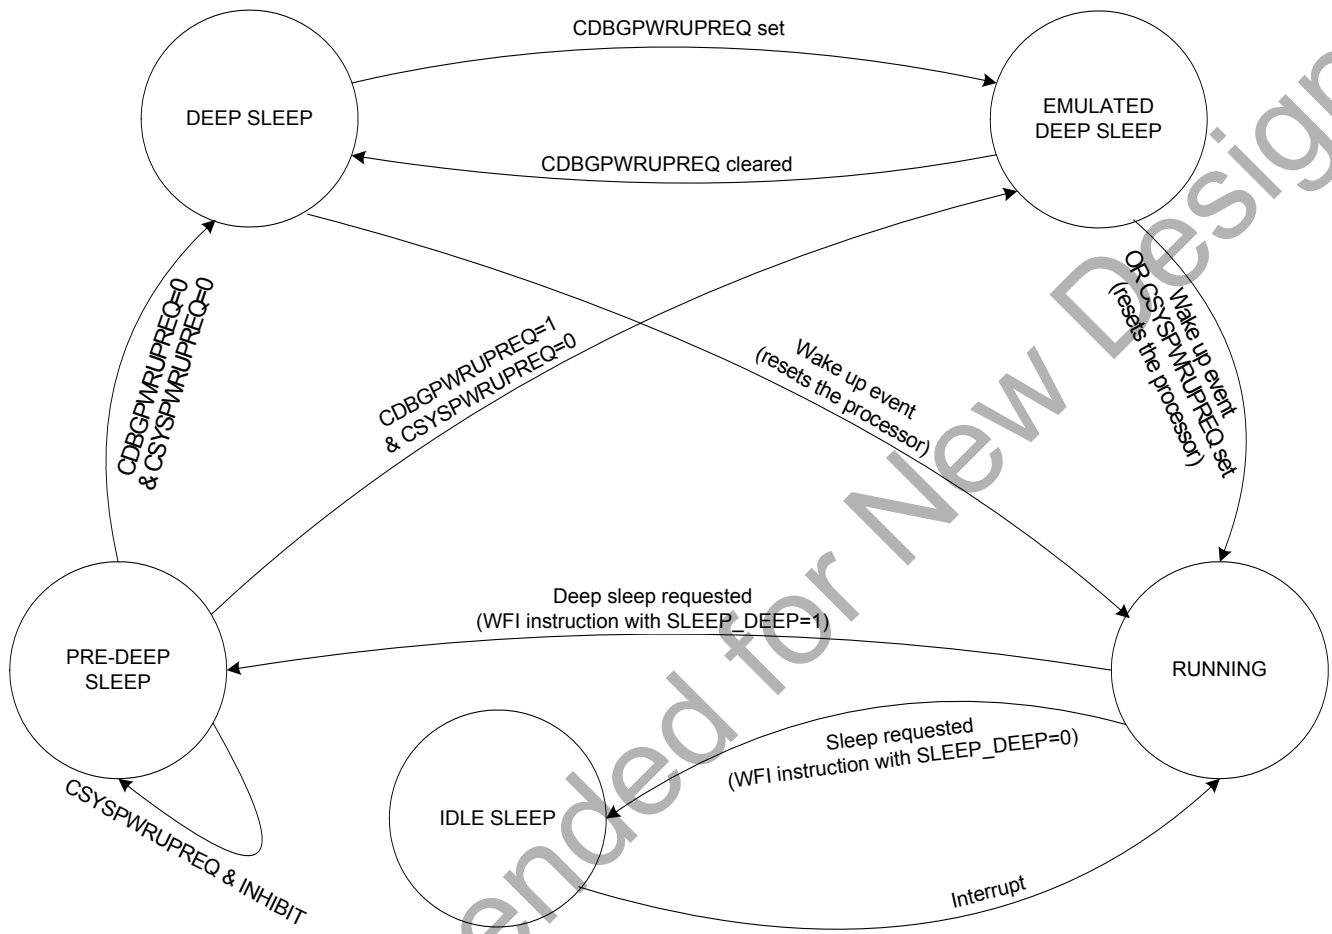 CDBGPWRUPREQ set
DEEP SLEEP
EMULATED
DEEP SLEEP
CDBGPWRUPREQ cleared
CDBGPWRUPREQ=0
& CSYSPWRUPREQ=0
CDBGPWRUPREQ=1
& CSYSPWRUPREQ=0
Wake up event
(resets the processor)
Wake up event
OR CSYSPWRUPREQ set
(resets the processor)
Deep sleep requested
(WFI instruction with SLEEP_DEEP=1)
PRE-DEEP
SLEEP
RUNNING
Sleep requested
(WFI instruction with SLEEP_DEEP=0)
IDLE SLEEP
CSYSPWRUPREQ & INHIBIT
Interrupt
ended for New Design